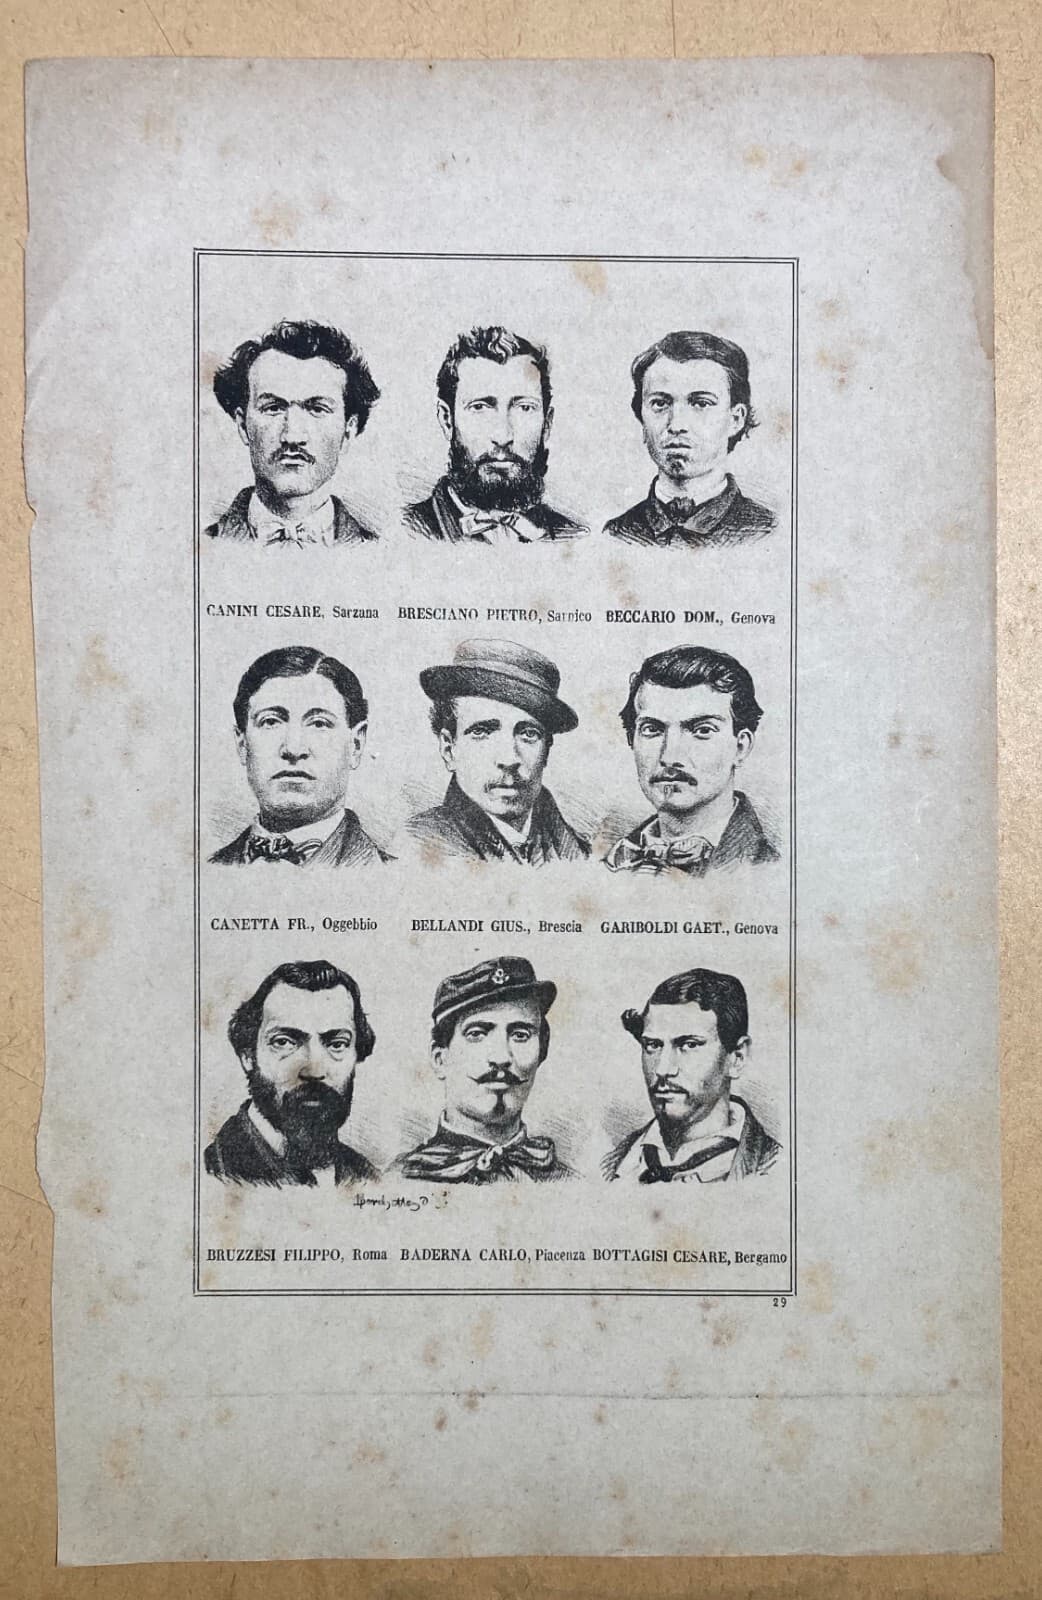 CANINI CESARE, Sarzana BRESCIANO PIETRO, Sarnico BECCARIO DOM., Genova
CANETTA FR., Oggebbio BELLANDI GIUS., Brescia GARIBOLDI GAET., Genova
BRUZZESI FILIPPO, Roma BADERNA CARLO, Piacenza BOTTAGISI CESARE, Bergamo
29